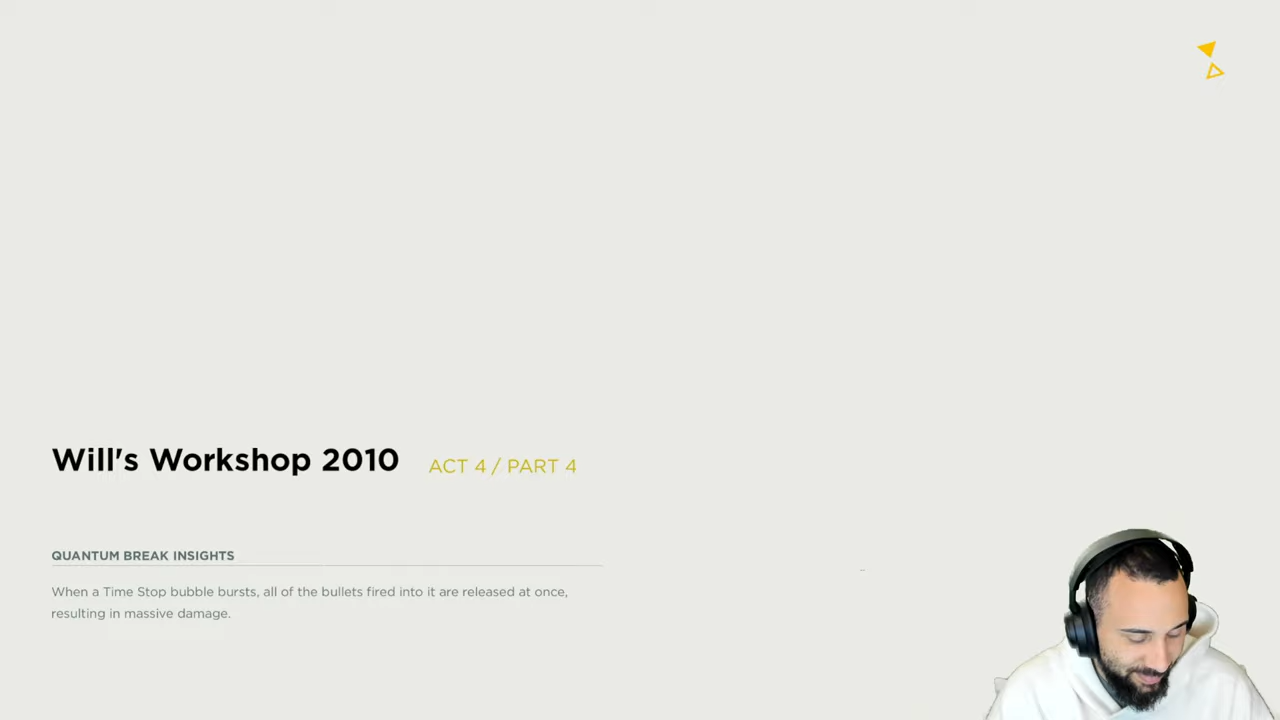 Will's Workshop 2010 ACT 4 / PART 4
QUANTUM BREAK INSIGHTS
When a Time Stop bubble bursts, all of the bullets fired into it are released at once,
resulting in massive damage.